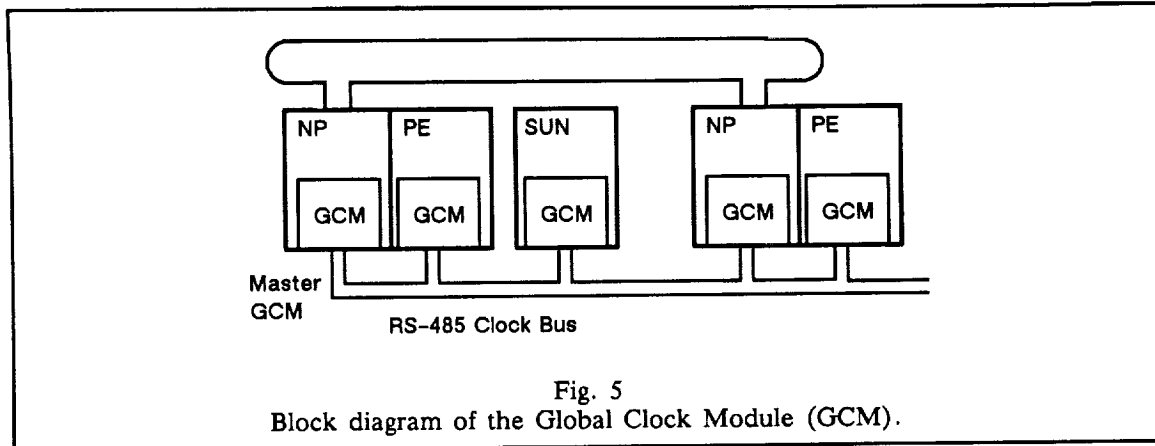 NP PE SUN NP PE
GCM GCM GCM GCM GCM
Master
GCM
RS-485 Clock Bus
Fig. 5
Block diagram of the Global Clock Module (GCM).